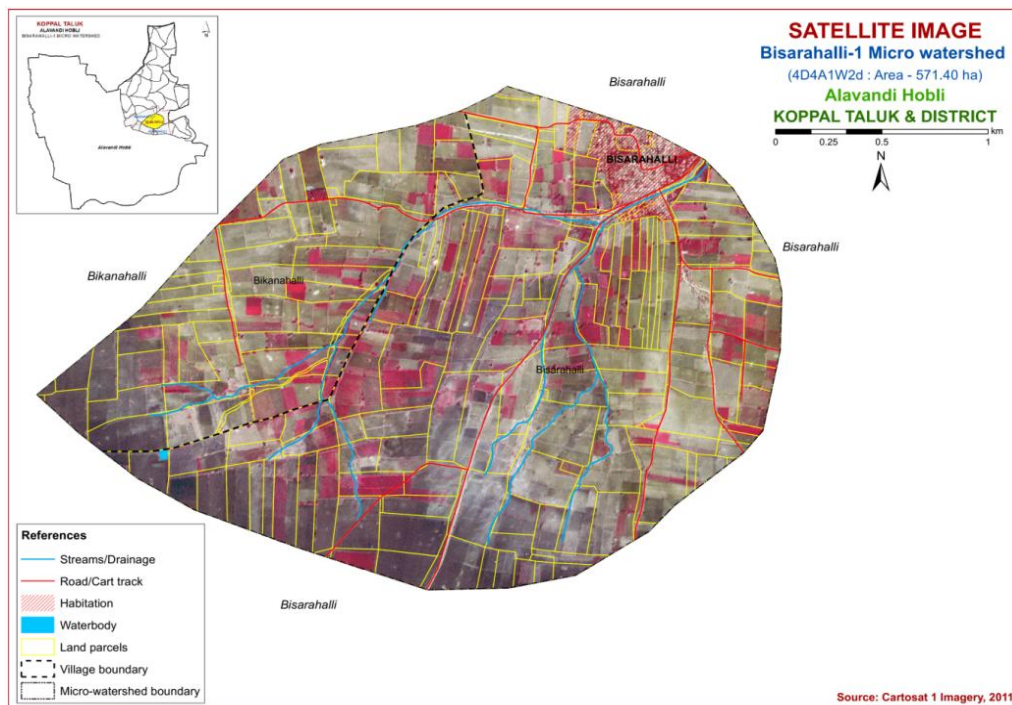 KOPPAL TALUK
ALAVANDI HOBLI
BISARAHALLI-1 MICRO WATERSHED
Alavandi Hobli
SATELLITE IMAGE
Bisarahalli-1 Micro watershed
(4D4A1W2d : Area - 571.40 ha)
Alavandi Hobli
KOPPAL TALUK & DISTRICT
km
0 0.25 0.5 1
N
Bisarahalli
BISARAHALLI
Bisarahalli
Bikanahalli
Bikanahalli
Bisarahalli
Bisarahalli
References
Streams/Drainage
Road/Cart track
Habitation
Waterbody
Land parcels
Village boundary
Micro-watershed boundary
Source: Cartosat 1 Imagery, 2011